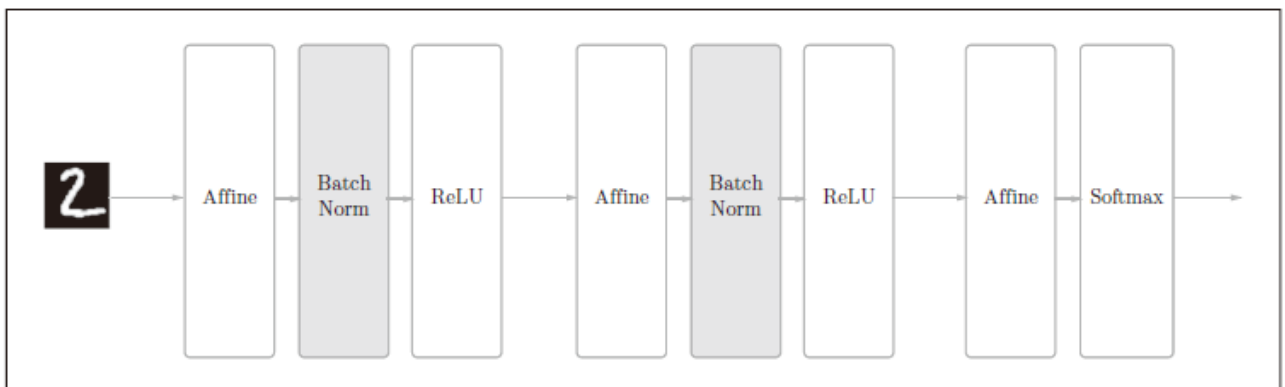 2
Affine
Batch
Norm
ReLU
Affine
Batch
Norm
ReLU
Affine
Softmax